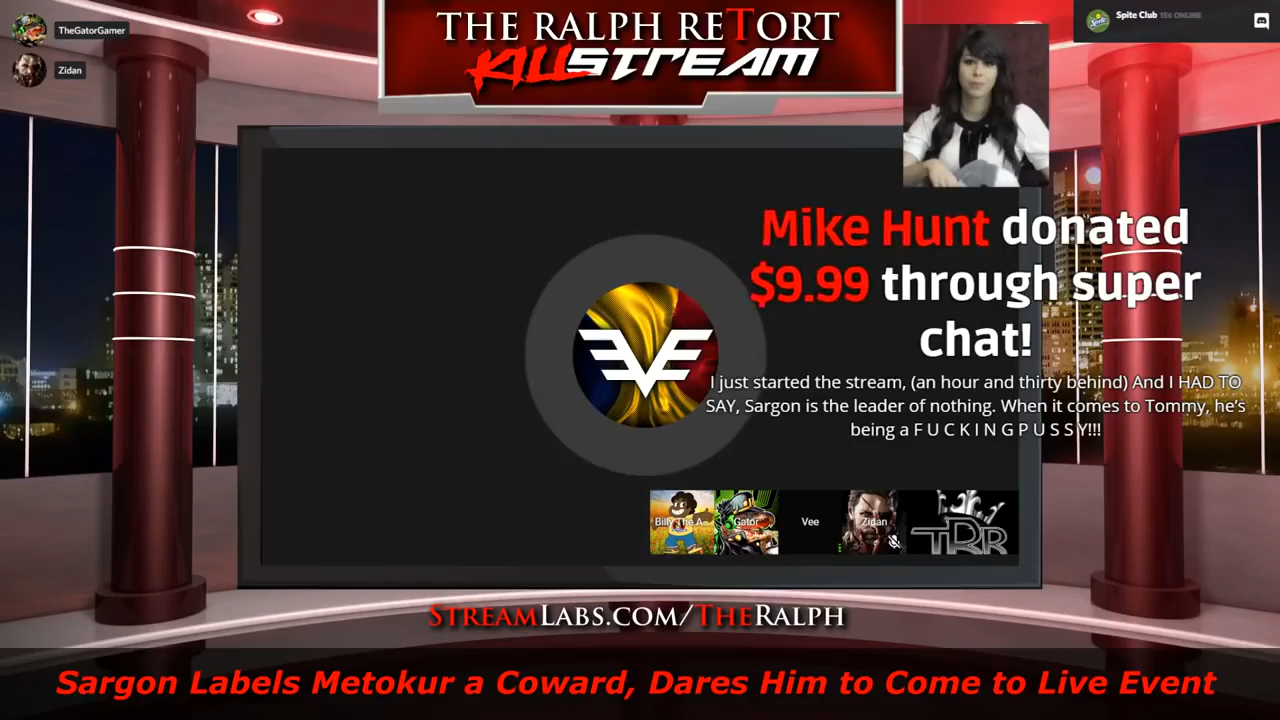 TheGatorGamer
Zidan
THE RALPH RETORT
KILLSTREAM
Spite Club 156 ONLINE
Mike Hunt donated
$9.99 through super
chat!
I just started the stream, (an hour and thirty behind) And I HAD TO
SAY, Sargon is the leader of nothing. When it comes to Tommy, he's
being a F U C K I N G P U S S Y!!!
Billy The A...
Gator
Vee
Zidan
TRR
STREAMLABS.COM/THERALPH
Sargon Labels Metokur a Coward, Dares Him to Come to Live Event